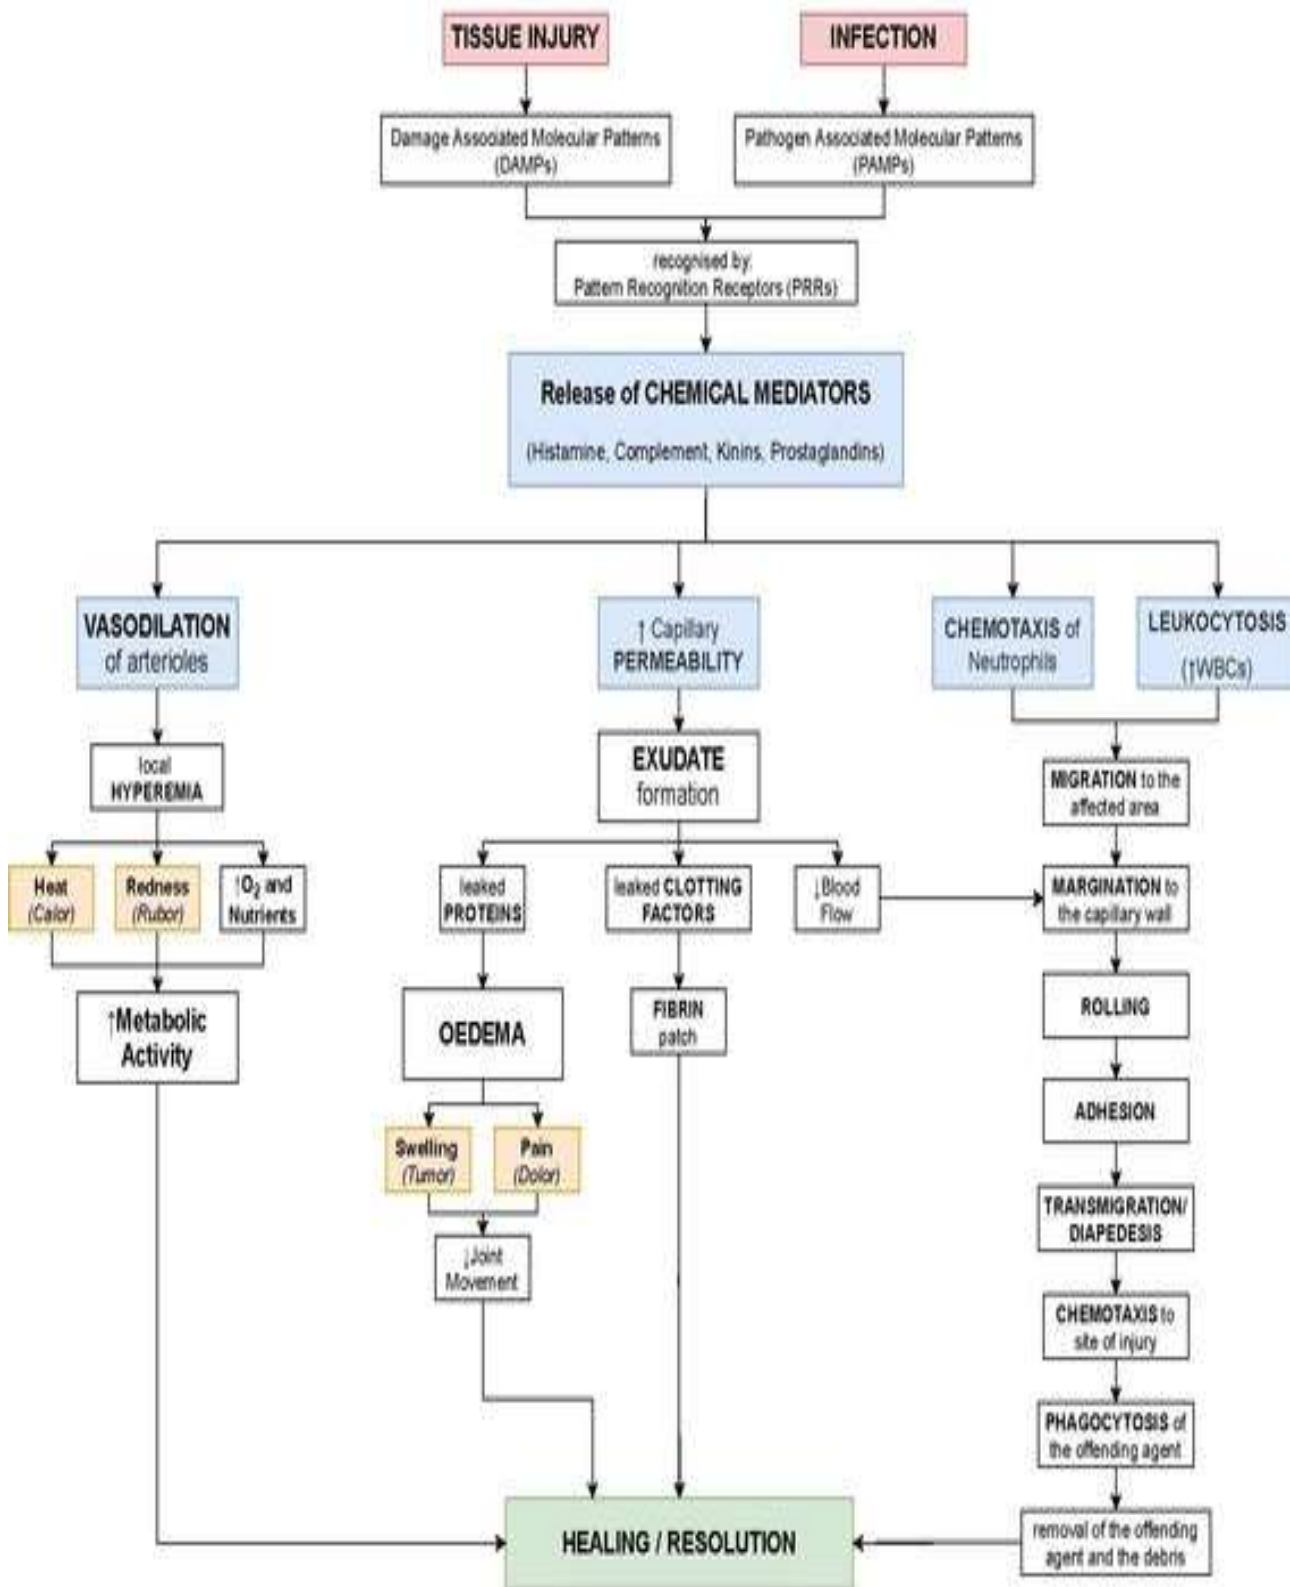 TISSUE INJURY
INFECTION
Damage Associated Molecular Patterns
(DAMPs)
Pathogen Associated Molecular Patterns
(PAMPs)
recognised by:
Pattern Recognition Receptors (PRRs)
Release of CHEMICAL MEDIATORS
(Histamine, Complement, Kinins, Prostaglandins)
VASODILATION
of arterioles
↑ Capillary
PERMEABILITY
CHEMOTAXIS of
Neutrophils
LEUKOCYTOSIS
(↑WBCs)
local
HYPEREMIA
EXUDATE
formation
MIGRATION to the
affected area
Heat
(Calor)
Redness
(Rubor)
↑O2 and
Nutrients
leaked
PROTEINS
leaked CLOTTING
FACTORS
↓Blood
Flow
MARGINATION to
the capillary wall
↑Metabolic
Activity
OEDEMA
FIBRIN
patch
ROLLING
ADHESION
Swelling
(Tumor)
Pain
(Dolor)
TRANSMIGRATION/
DIAPEDESIS
↓Joint
Movement
CHEMOTAXIS to
site of injury
PHAGOCYTOSIS of
the offending agent
HEALING / RESOLUTION
removal of the offending
agent and the debris